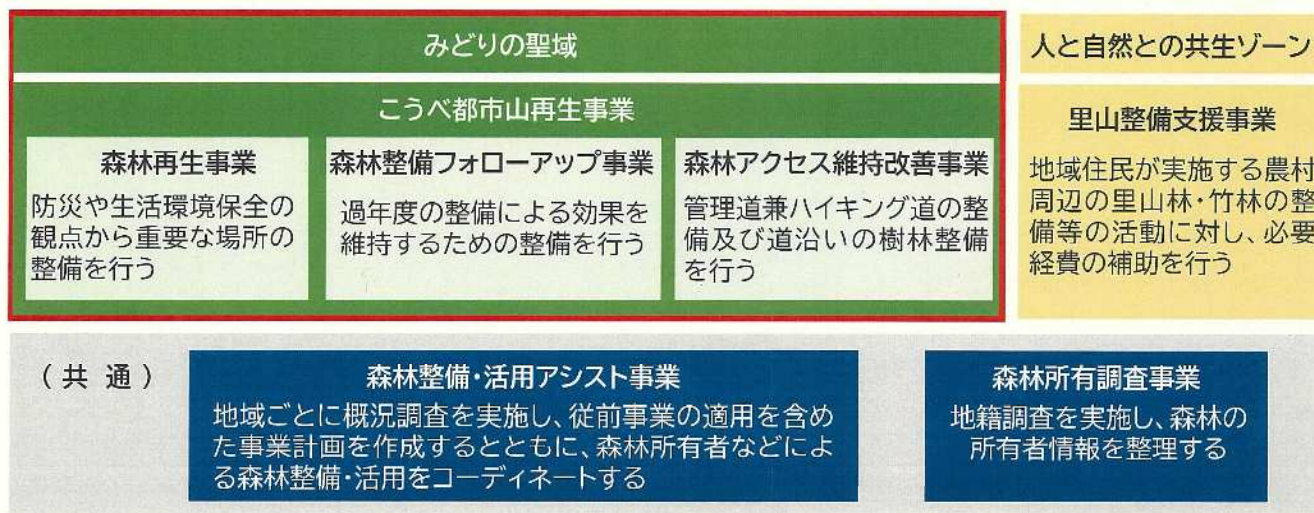 みどりの聖域
こうべ都市山再生事業
森林再生事業
防災や生活環境保全の
観点から重要な場所の
整備を行う
森林整備フォローアップ事業
過年度の整備による効果を
維持するための整備を行う
森林アクセス維持改善事業
管理道兼ハイキング道の整
備及び道沿いの樹林整備
を行う
人と自然との共生ゾーン
里山整備支援事業
地域住民が実施する農村
周辺の里山林・竹林の整
備等の活動に対し、必要
経費の補助を行う
(共 通)
森林整備・活用アシスト事業
地域ごとに概況調査を実施し、従前事業の適用を含め
た事業計画を作成するとともに、森林所有者などによ
る森林整備・活用をコーディネートする
森林所有調査事業
地籍調査を実施し、森林の
所有者情報を整理する